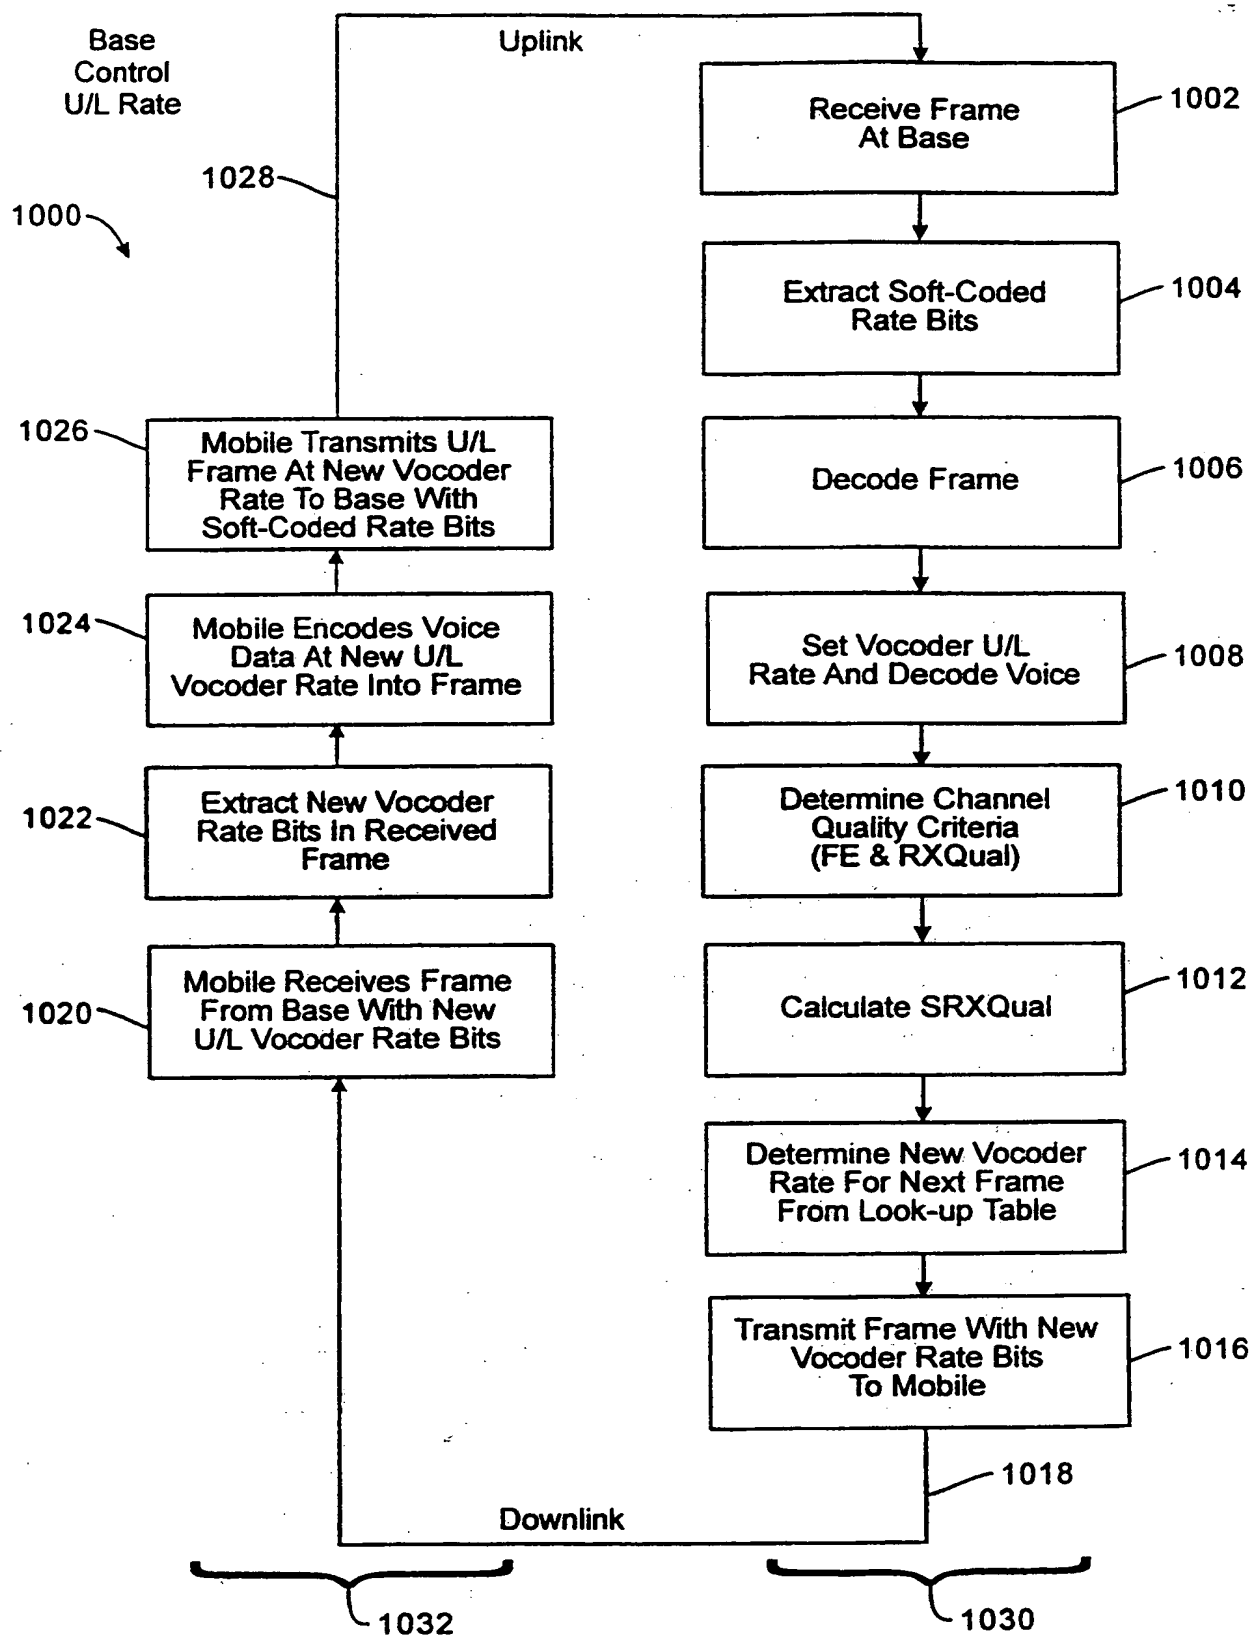 Base
Control
U/L Rate
1000
Uplink
1028
Receive Frame
At Base
1002
Extract Soft-Coded
Rate Bits
1004
Decode Frame
1006
Set Vocoder U/L
Rate And Decode Voice
1008
Determine Channel
Quality Criteria
(FE & RXQual)
1010
Calculate SRXQual
1012
Determine New Vocoder
Rate For Next Frame
From Look-up Table
1014
Transmit Frame With New
Vocoder Rate Bits
To Mobile
1016
1018
Downlink
1020
Mobile Receives Frame
From Base With New
U/L Vocoder Rate Bits
1022
Extract New Vocoder
Rate Bits In Received
Frame
1024
Mobile Encodes Voice
Data At New U/L
Vocoder Rate Into Frame
1026
Mobile Transmits U/L
Frame At New Vocoder
Rate To Base With
Soft-Coded Rate Bits
1032
1030